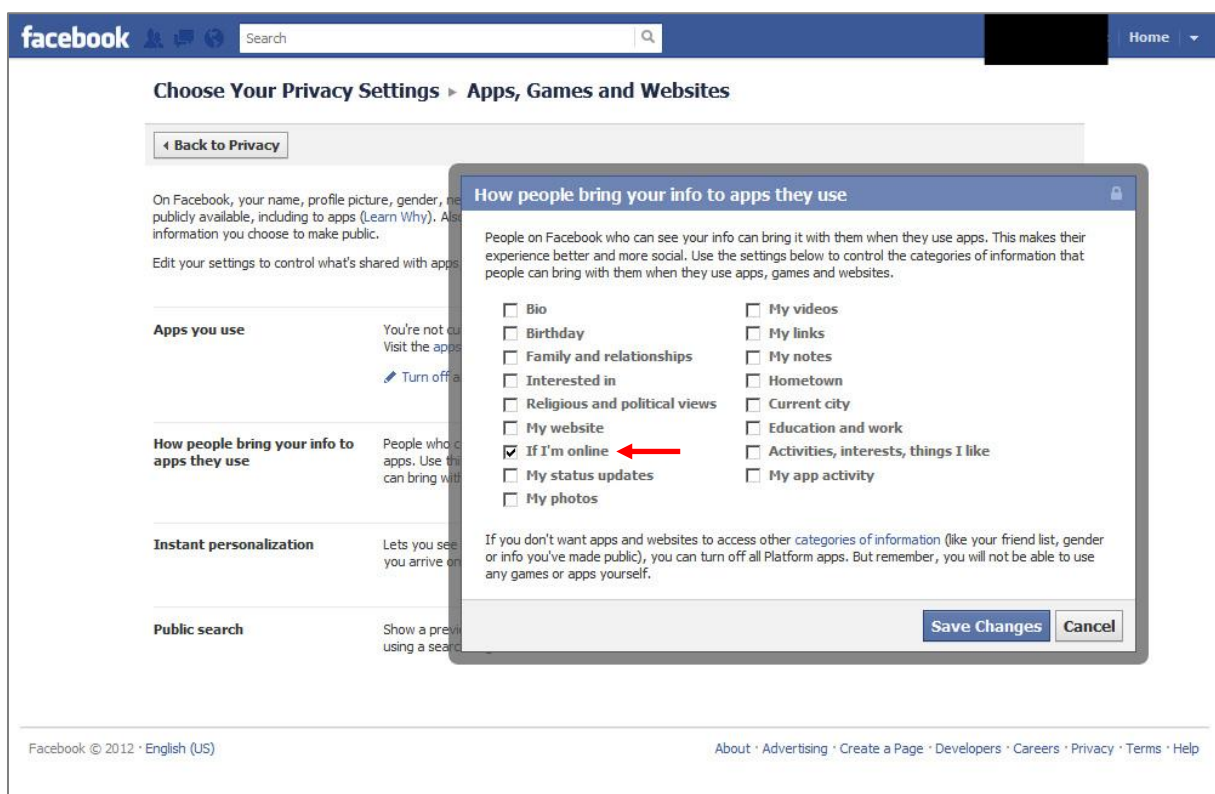 facebook
Search
Home
Choose Your Privacy Settings ▸ Apps, Games and Websites
Back to Privacy
On Facebook, your name, profile picture, gender,
publicly available, including to apps (Learn Why).
information you choose to make public.
Edit your settings to control what's shared with apps
Apps you use
You're not
Visit the apps
Turn off
How people bring your info to
apps they use
People who
apps. Use
can bring
Instant personalization
Lets you see
you arrive on
Public search
Show a
using a
How people bring your info to apps they use
People on Facebook who can see your info can bring it with them when they use apps. This makes their
experience better and more social. Use the settings below to control the categories of information that
people can bring with them when they use apps, games and websites.
Bio
Birthday
Family and relationships
Interested in
Religious and political views
My website
If I'm online
My status updates
My photos
My videos
My links
My notes
Hometown
Current city
Education and work
Activities, interests, things I like
My app activity
If you don't want apps and websites to access other categories of information (like your friend list, gender
or info you've made public), you can turn off all Platform apps. But remember, you will not be able to use
any games or apps yourself.
Save Changes
Cancel
Facebook © 2012 · English (US)
About · Advertising · Create a Page · Developers · Careers · Privacy · Terms · Help